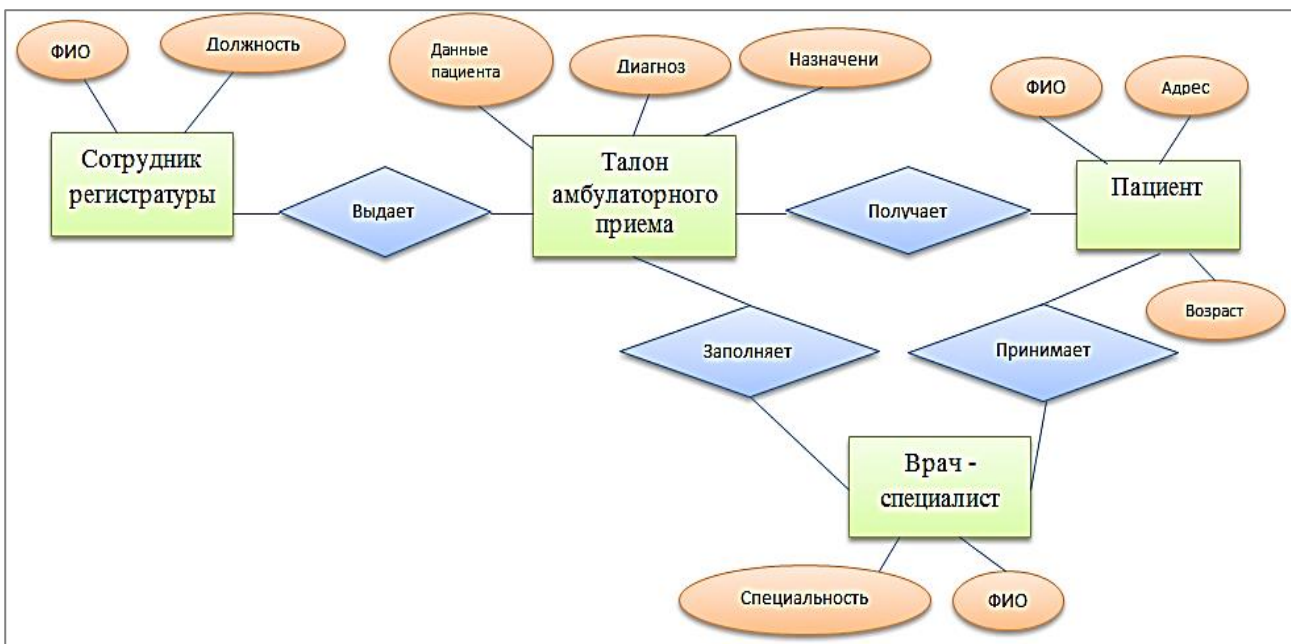 ФИО
Должность
Данные
пациента
Диагноз
Назначени
ФИО
Адрес
Сотрудник
регистратуры
Талон
амбулаторного
приема
Пациент
Выдает
Получает
Возраст
Заполняет
Принимает
Врач -
специалист
Специальность
ФИО